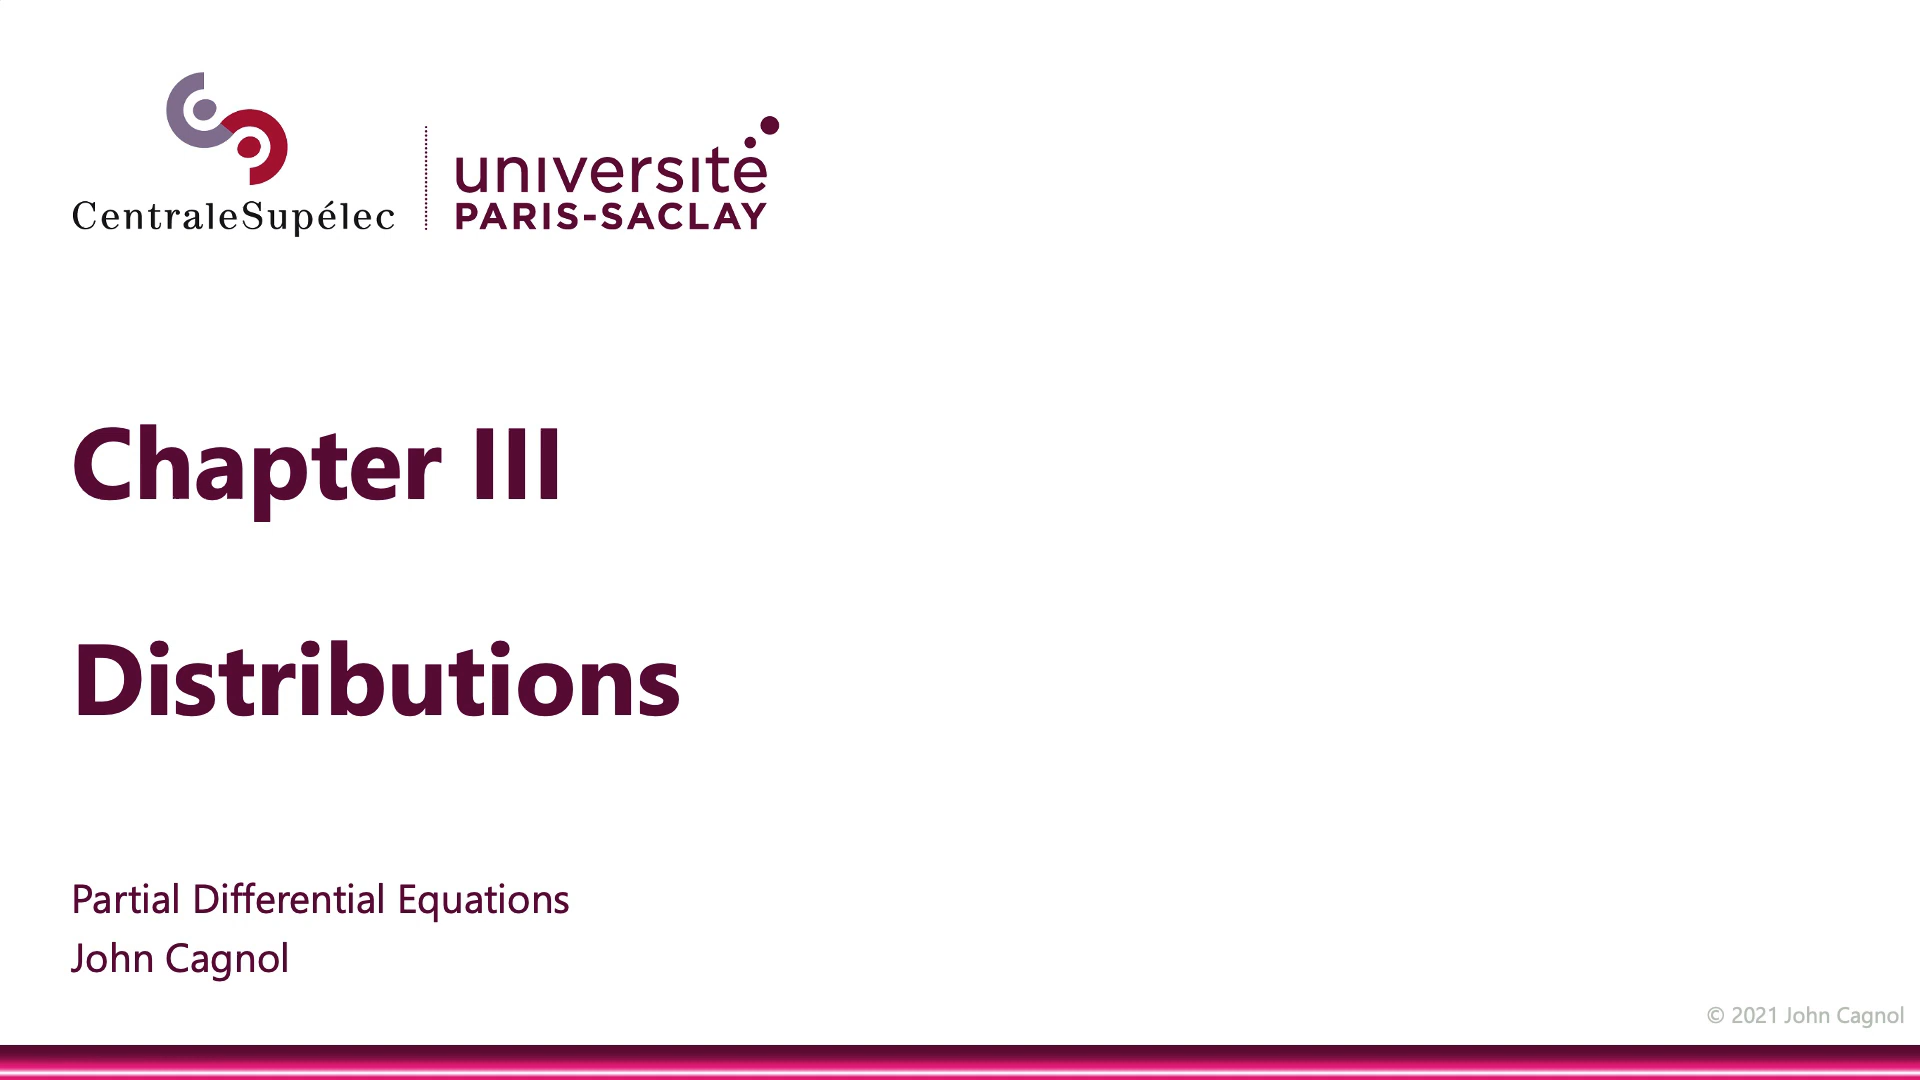 CentraleSupélec
université
PARIS-SACLAY
Chapter III
Distributions
Partial Differential Equations
John Cagnol
© 2021 John Cagnol